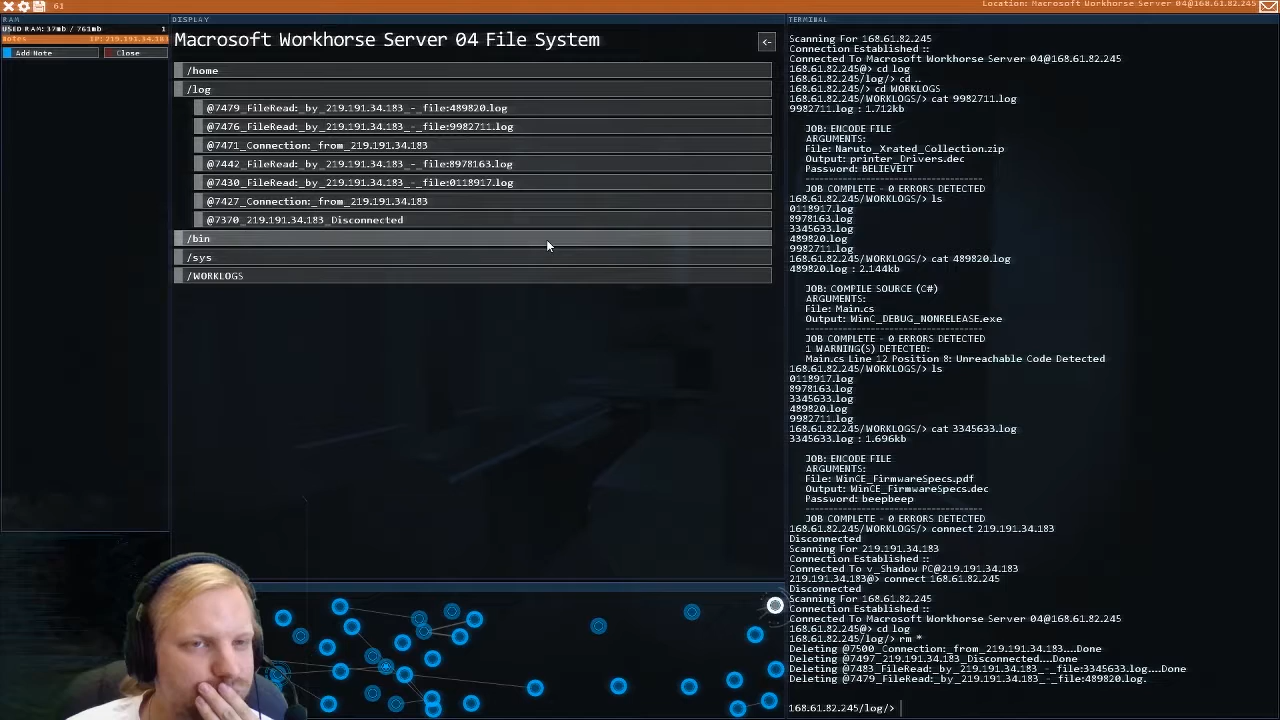 61
Location: Macrosoft Workhorse Server 04@168.61.82.245
RAM
USED RAM: 37mb / 761mb 1
notes IP: 219.191.34.183
Add Note
Close
DISPLAY
Macrosoft Workhorse Server 04 File System
<-
/home
/log
@7479_FileRead:_by_219.191.34.183_-_file:489820.log
@7476_FileRead:_by_219.191.34.183_-_file:9982711.log
@7471_Connection:_from_219.191.34.183
@7442_FileRead:_by_219.191.34.183_-_file:8978163.log
@7430_FileRead:_by_219.191.34.183_-_file:0118917.log
@7427_Connection:_from_219.191.34.183
@7370_219.191.34.183_Disconnected
/bin
/sys
/WORKLOGS
TERMINAL
Scanning For 168.61.82.245
Connection Established ::
Connected To Macrosoft Workhorse Server 04@168.61.82.245
168.61.82.245@> cd log
168.61.82.245/log/> cd ..
168.61.82.245@> cd WORKLOGS
168.61.82.245/WORKLOGS/> cat 9982711.log
9982711.log : 1.712kb
JOB: ENCODE FILE
ARGUMENTS:
File: Naruto_Xrated_Collection.zip
Output: printer_Drivers.dec
Password: BELIEVEIT
------------------------------------
JOB COMPLETE - 0 ERRORS DETECTED
168.61.82.245/WORKLOGS/> ls
0118917.log
8978163.log
3345633.log
489820.log
9982711.log
168.61.82.245/WORKLOGS/> cat 489820.log
489820.log : 2.144kb
JOB: COMPILE SOURCE (C#)
ARGUMENTS:
File: Main.cs
Output: WinC_DEBUG_NONRELEASE.exe
------------------------------------
JOB COMPLETE - 0 ERRORS DETECTED
1 WARNING(S) DETECTED:
Main.cs Line 12 Position 8: Unreachable Code Detected
168.61.82.245/WORKLOGS/> ls
0118917.log
8978163.log
3345633.log
489820.log
9982711.log
168.61.82.245/WORKLOGS/> cat 3345633.log
3345633.log : 1.696kb
JOB: ENCODE FILE
ARGUMENTS:
File: WinCE_FirmwareSpecs.pdf
Output: WinCE_FirmwareSpecs.dec
Password: beepbeep
------------------------------------
JOB COMPLETE - 0 ERRORS DETECTED
168.61.82.245/WORKLOGS/> connect 219.191.34.183
Disconnected
Scanning For 219.191.34.183
Connection Established ::
Connected To v_Shadow PC@219.191.34.183
219.191.34.183@> connect 168.61.82.245
Disconnected
Scanning For 168.61.82.245
Connection Established ::
Connected To Macrosoft Workhorse Server 04@168.61.82.245
168.61.82.245@> cd log
168.61.82.245/log/> rm *
Deleting @7500_Connection:_from_219.191.34.183....Done
Deleting @7497_219.191.34.183_Disconnected....Done
Deleting @7483_FileRead:_by_219.191.34.183_-_file:3345633.log....Done
Deleting @7479_FileRead:_by_219.191.34.183_-_file:489820.log.
168.61.82.245/log/>